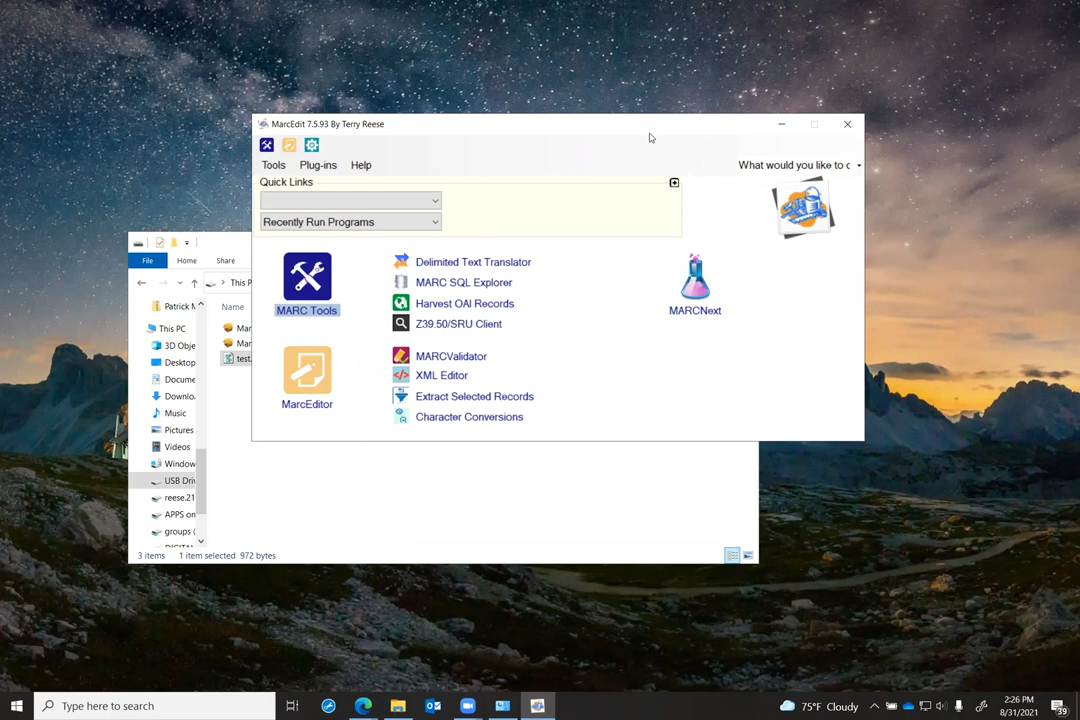 MarcEdit 7.5.93 By Terry Reese
Tools Plug-ins Help
What would you like to c
Quick Links
Recently Run Programs
MARC Tools
Delimited Text Translator
MARC SQL Explorer
Harvest OAI Records
Z39.50/SRU Client
MARCNext
MarcEditor
MARCValidator
XML Editor
Extract Selected Records
Character Conversions
File Home Share
This P
Patrick M
Name
This PC
Mar
3D Obje
Mar
Desktop
test.
Docume
Downlo
Music
Pictures
Videos
Window
USB Driv
reese.21
APPS on
groups (
3 items 1 item selected 972 bytes
Type here to search
75°F Cloudy
2:26 PM
8/31/2021
39